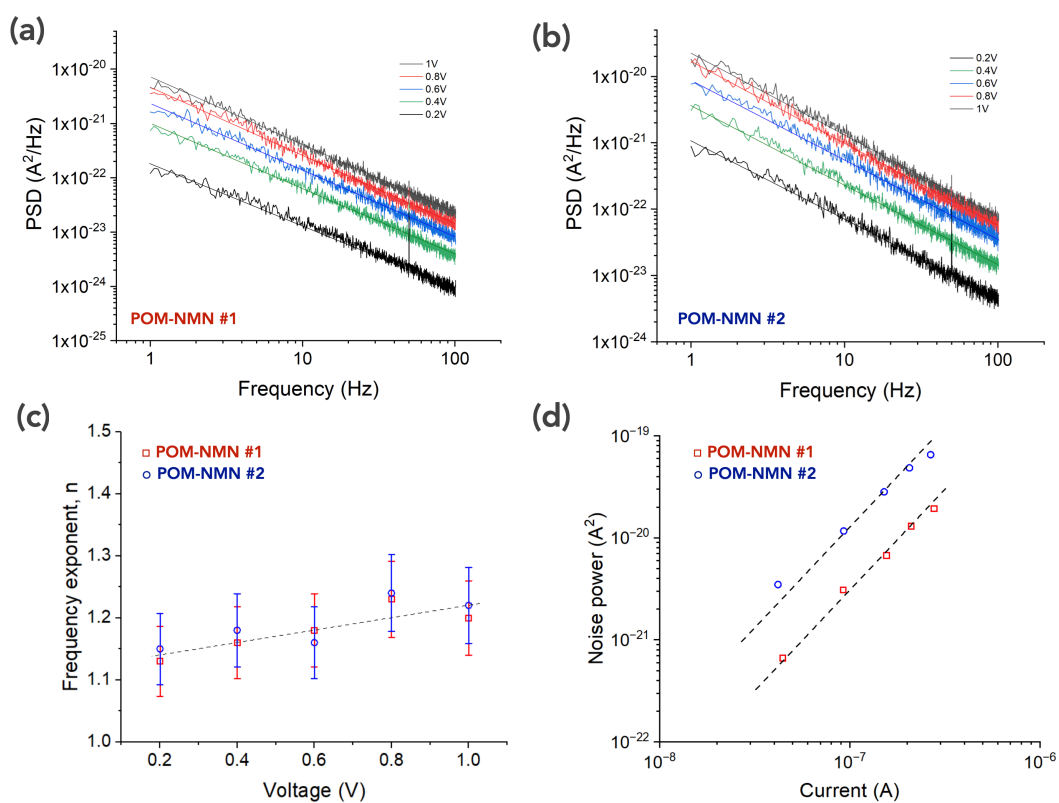 (a)
PSD (A²/Hz)
1x10⁻²⁰
1x10⁻²¹
1x10⁻²²
1x10⁻²³
1x10⁻²⁴
1x10⁻²⁵
1V
0.8V
0.6V
0.4V
0.2V
POM-NMN #1
1
10
100
Frequency (Hz)
(b)
PSD (A²/Hz)
1x10⁻²⁰
1x10⁻²¹
1x10⁻²²
1x10⁻²³
1x10⁻²⁴
0.2V
0.4V
0.6V
0.8V
1V
POM-NMN #2
1
10
100
Frequency (Hz)
(c)
Frequency exponent, n
1.5
1.4
1.3
1.2
1.1
1.0
POM-NMN #1
POM-NMN #2
0.2
0.4
0.6
0.8
1.0
Voltage (V)
(d)
Noise power (A²)
10⁻¹⁹
10⁻²⁰
10⁻²¹
10⁻²²
POM-NMN #1
POM-NMN #2
10⁻⁸
10⁻⁷
10⁻⁶
Current (A)